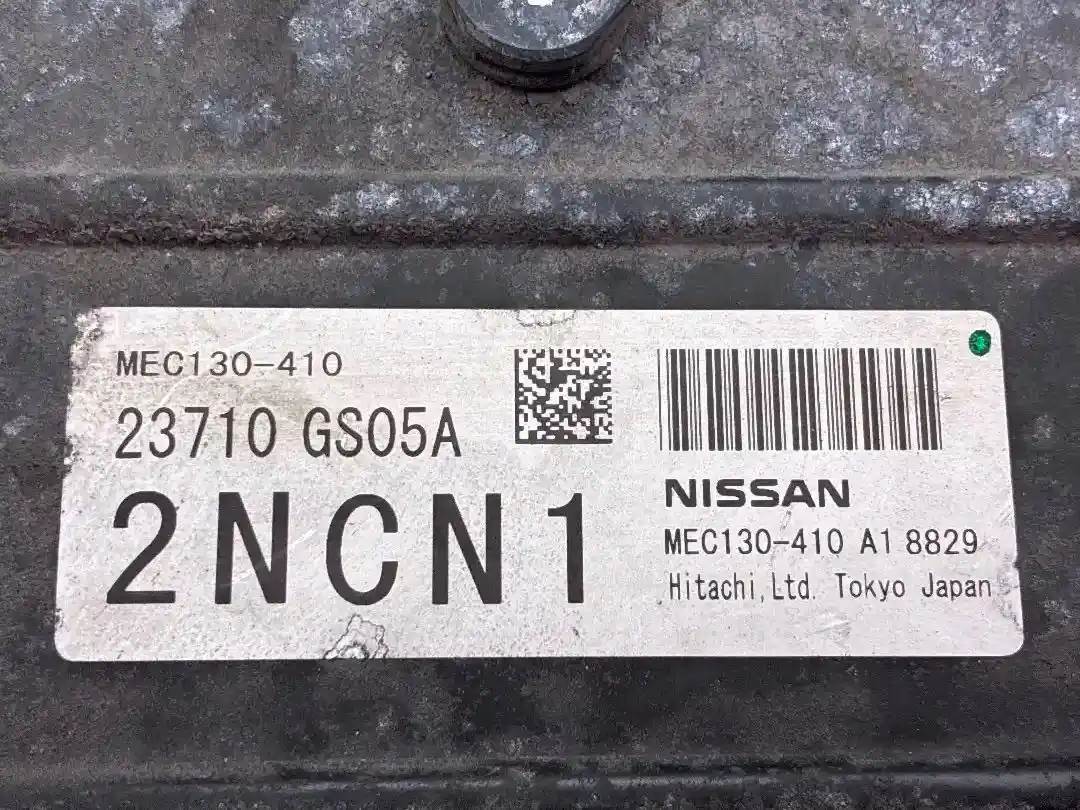 MEC130-410
23710 GS05A
2NCN1
NISSAN
MEC130-410 A1 8829
Hitachi,Ltd. Tokyo Japan